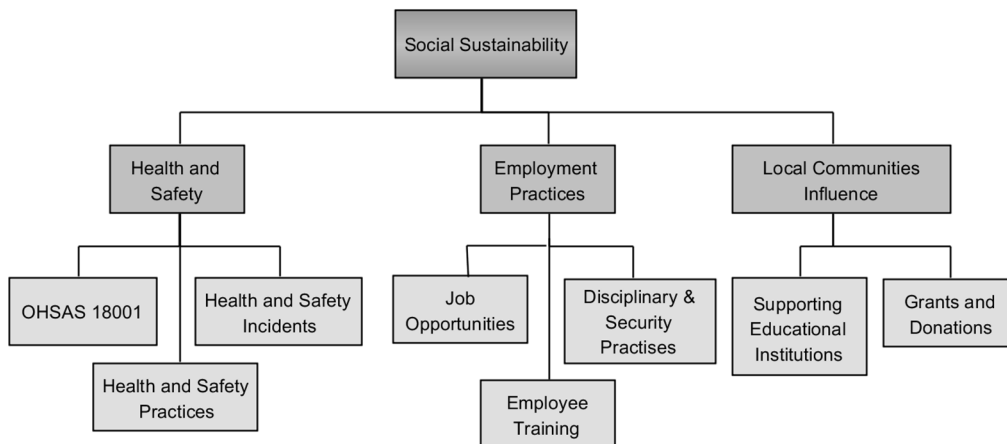 Social Sustainability
Health and
Safety
Employment
Practices
Local Communities
Influence
OHSAS 18001
Health and Safety
Incidents
Health and Safety
Practices
Job
Opportunities
Disciplinary &
Security
Practises
Employee
Training
Supporting
Educational
Institutions
Grants and
Donations